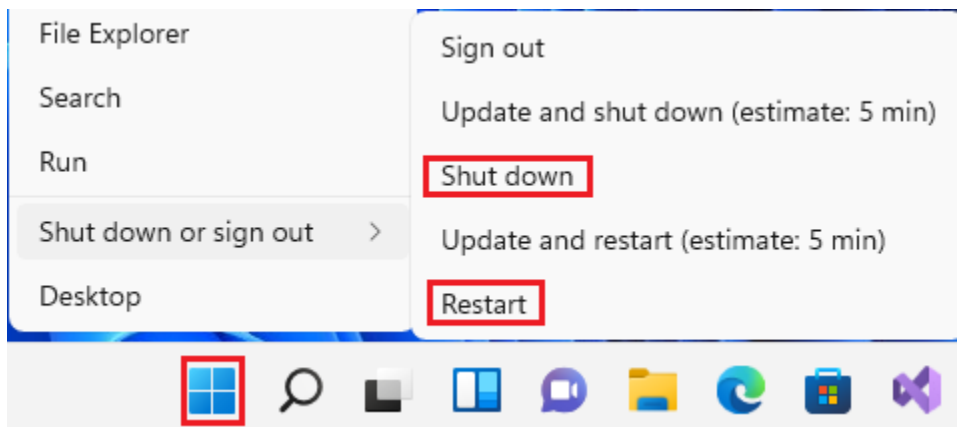 File Explorer
Search
Run
Shut down or sign out
Desktop
Sign out
Update and shut down (estimate: 5 min)
Shut down
Update and restart (estimate: 5 min)
Restart